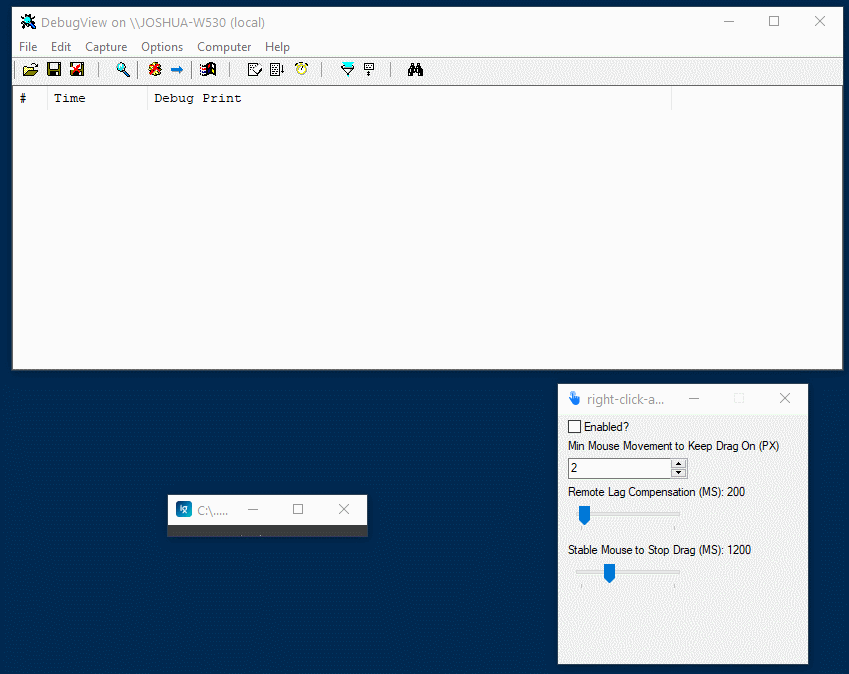 DebugView on \\JOSHUA-W530 (local)
File Edit Capture Options Computer Help
# Time Debug Print
right-click-a...
Enabled?
Min Mouse Movement to Keep Drag On (PX)
2
Remote Lag Compensation (MS): 200
C:\.....
Stable Mouse to Stop Drag (MS): 1200